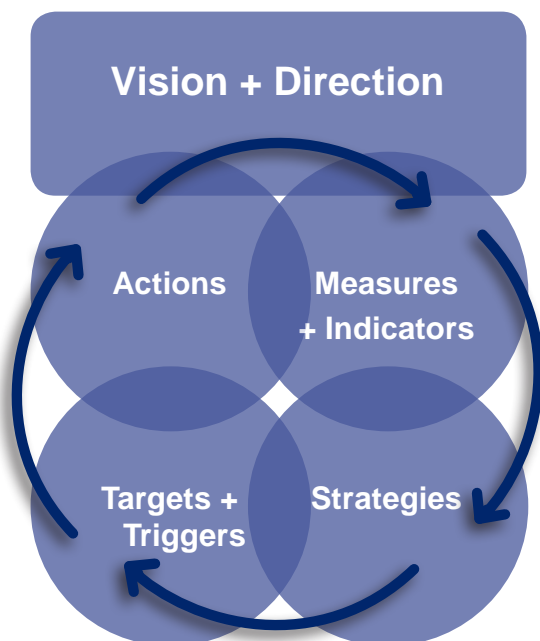 Vision + Direction
Actions
Measures
+ Indicators
Targets +
Triggers
Strategies